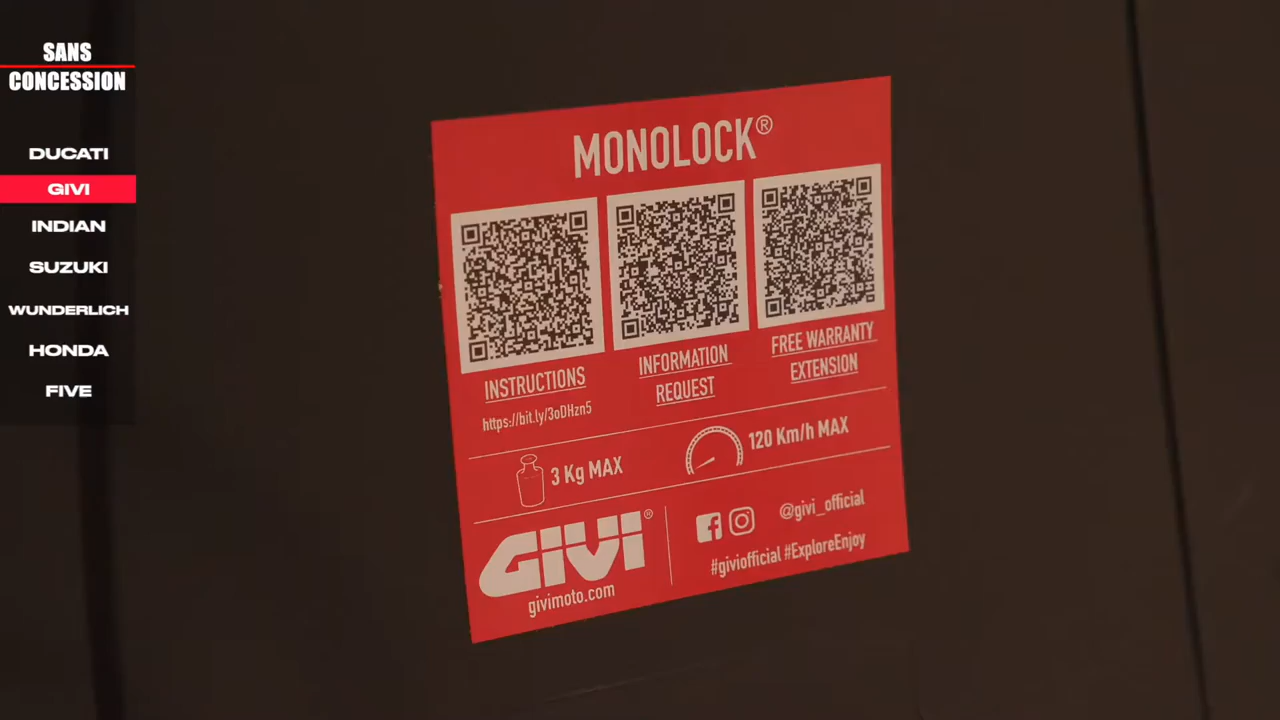 SANS
CONCESSION
DUCATI
GIVI
INDIAN
SUZUKI
WUNDERLICH
HONDA
FIVE
MONOLOCK®
INSTRUCTIONS
https://bit.ly/3oDHzn5
INFORMATION
REQUEST
FREE WARRANTY
EXTENSION
3 Kg MAX
120 Km/h MAX
GIVI®
givimoto.com
@givi_official
#giviofficial #ExploreEnjoy